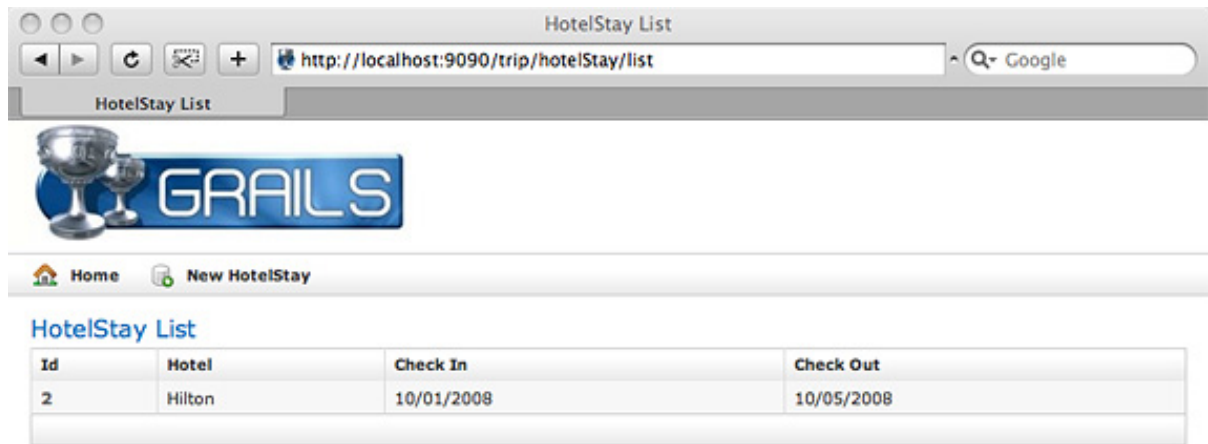 HotelStay List
http://localhost:9090/trip/hotelStay/list
Google
HotelStay List
GRAILS
Home New HotelStay
HotelStay List
Id Hotel Check In Check Out
2 Hilton 10/01/2008 10/05/2008